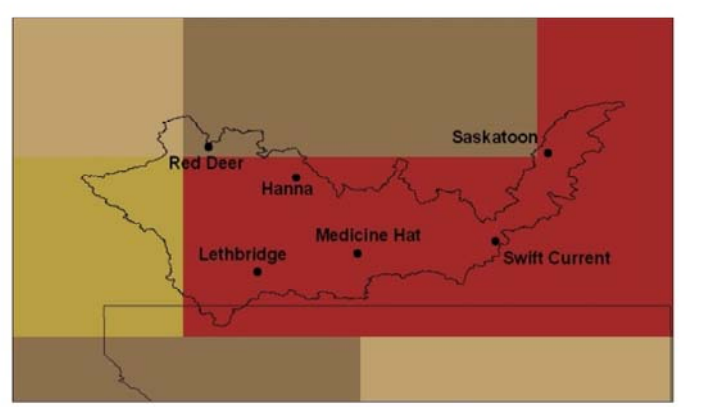 Saskatoon
Red Deer
Hanna
Medicine Hat
Lethbridge
Swift Current